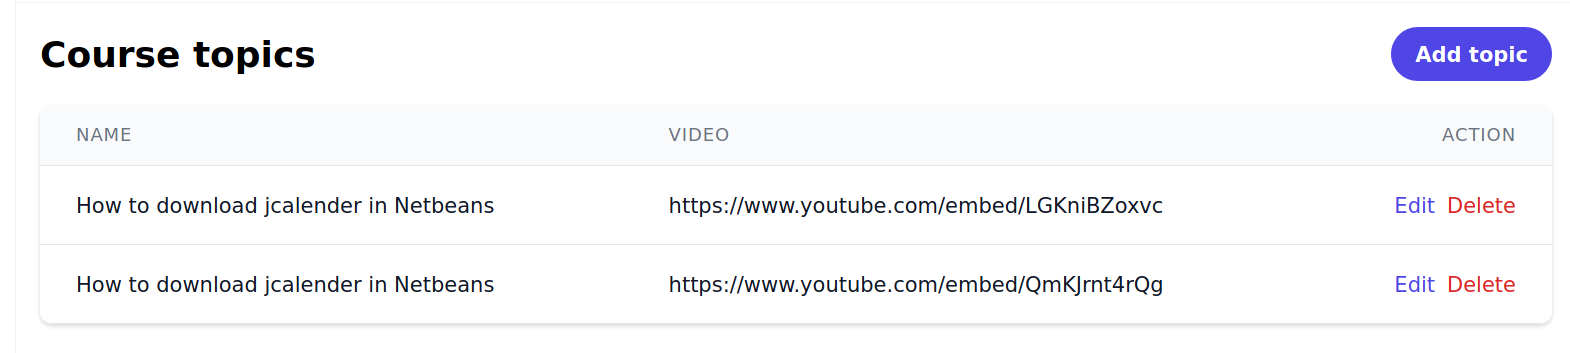 Course topics
Add topic
NAME VIDEO ACTION
How to download jcalender in Netbeans https://www.youtube.com/embed/LGKniBZoxvc Edit Delete
How to download jcalender in Netbeans https://www.youtube.com/embed/QmKJrnt4rQg Edit Delete